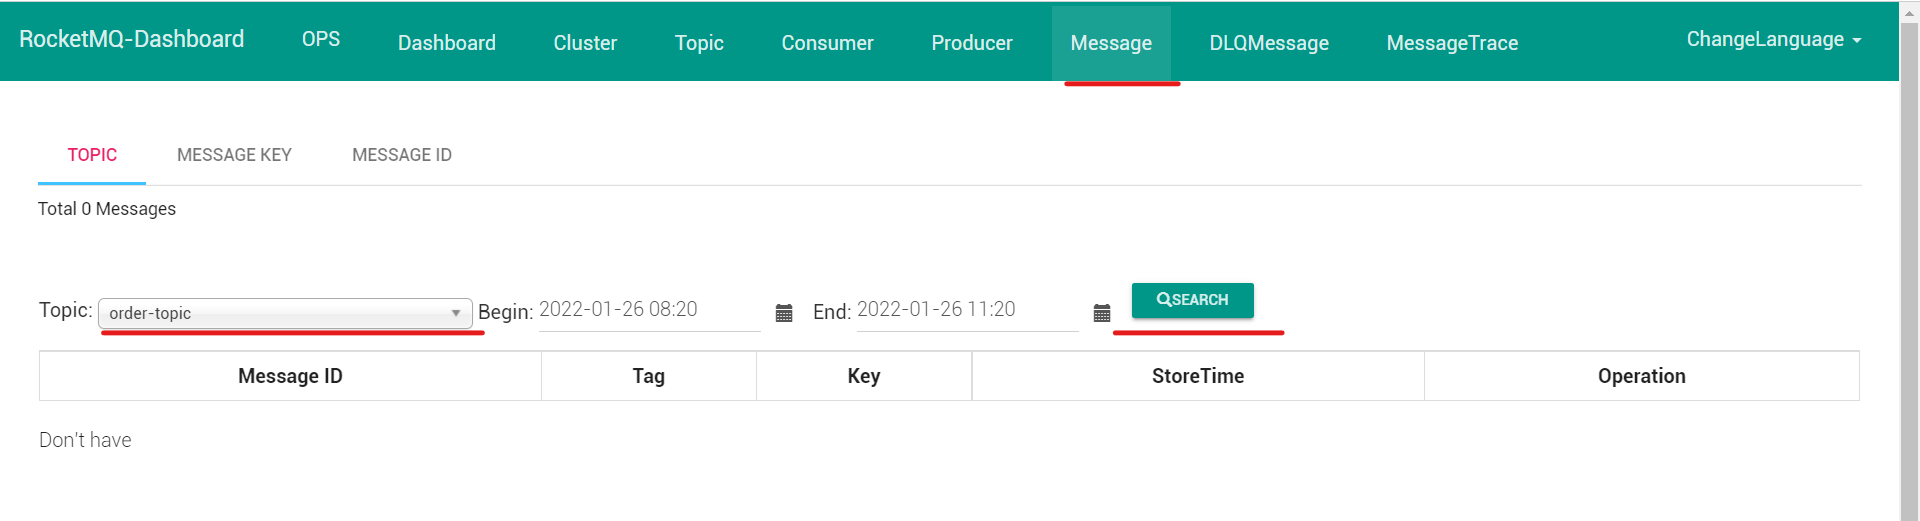 RocketMQ-Dashboard OPS Dashboard Cluster Topic Consumer Producer Message DLQMessage MessageTrace ChangeLanguage
TOPIC MESSAGE KEY MESSAGE ID
Total 0 Messages
Topic: order-topic Begin: 2022-01-26 08:20 End: 2022-01-26 11:20 SEARCH
Message ID Tag Key StoreTime Operation
Don't have